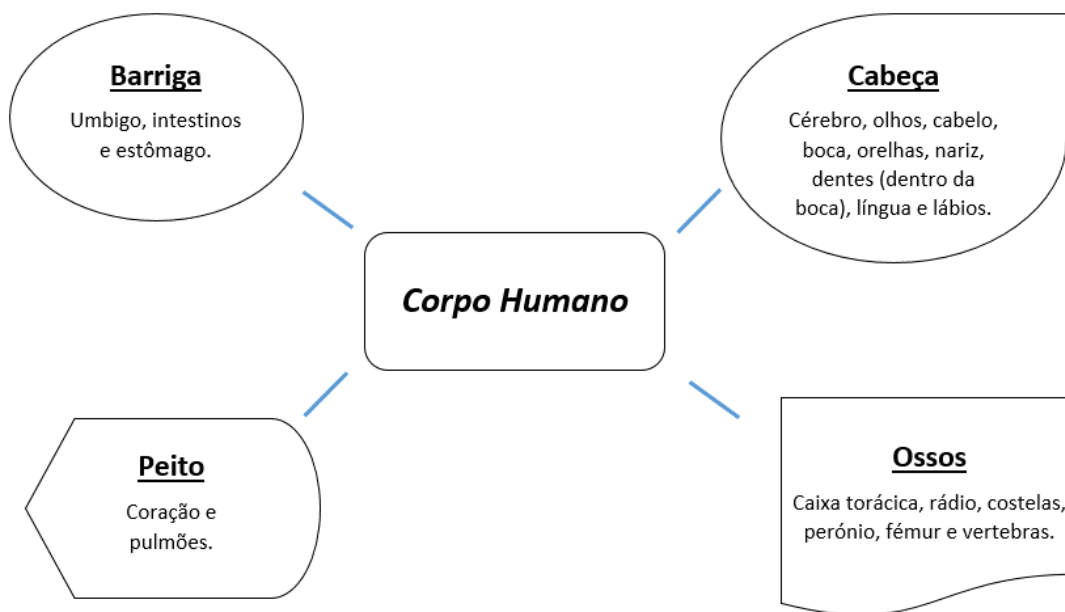 Barriga
Umbigo, intestinos
e estômago.
Cabeça
Cérebro, olhos, cabelo,
boca, orelhas, nariz,
dentes (dentro da
boca), língua e lábios.
Corpo Humano
Peito
Coração e
pulmões.
Ossos
Caixa torácica, rádio, costelas,
perónio, fémur e vertebras.